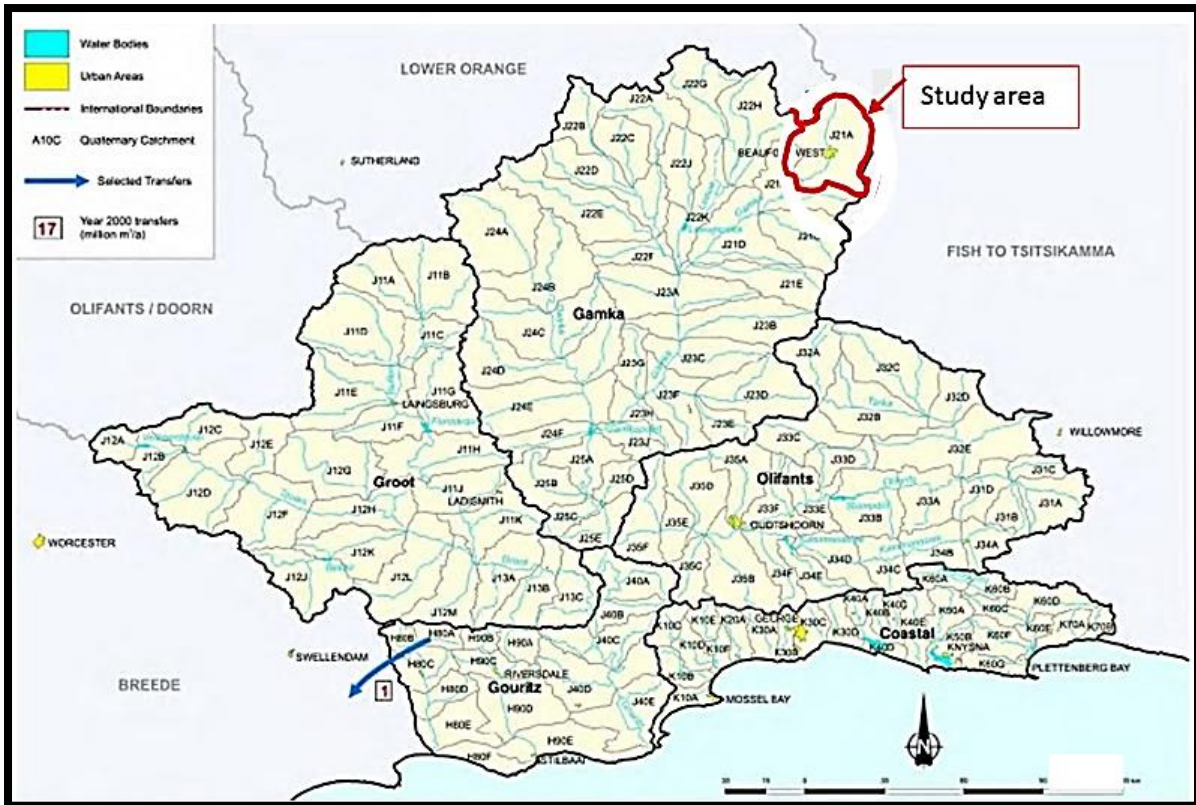 Water Bodies
Urban Areas
International Boundaries
A10C Quaternary Catchment
Selected Transfers
17 Year 2000 transfers
(million m³/a)
LOWER ORANGE
Study area
SUTHERLAND
BEAUFO WEST
FISH TO TSITSIKAMMA
OLIFANTS / DOORN
J22G
J22A
J22H
J21A
J22B
J22C
J22J
J22D
J22E
J22K
J24A
J21D
J22F
J11A
J11B
J24B
J23A
J21E
Gamka
J11D
J11C
J24C
J23B
J32A
J23G
J23C
J32C
J24D
J11E
J11G
J23F
J23D
J32D
LAINGSBURG
J24E
J23H
J32B
J11F
J24F
J23J
J23E
WILLOWMORE
J12A
J12C
J12B
J12E
J11H
J33C
J32E
J25A
J35A
J33D
J31C
J12G
Groot
J11J
LADISMITH
J25B
J25D
J35D
Olifants
J31D
J31A
J12D
J12F
J12H
J11K
J25C
J33F
J33E
J33A
J33B
J31B
J35E
OUDTSHOORN
WORCESTER
J25E
J35F
J34A
J34B
J12K
J34D
J34C
J12J
J12L
J13A
J13B
J13C
J40A
J35C
J35B
J34F
J34E
J12M
J40B
K60B
K60D
K60C
K40A
K40B
K40C
K40E
K10C
K10E
K20A
GEORGE
K30A
K30C
K30D
Coastal
K60F
K60E
K70A
K70B
H80B
H80A
H90B
H90A
J40C
K10D
K10F
K30B
K40D
K50B
KNYSNA
K60G
PLETTENBERG BAY
SWELLENDAM
H80C
H90C
RIVERSDALE
Gouritz
J40D
K10B
K10A
MOSSEL BAY
BREEDE
1
H80D
H90D
J40E
H80E
H90E
H80F
N